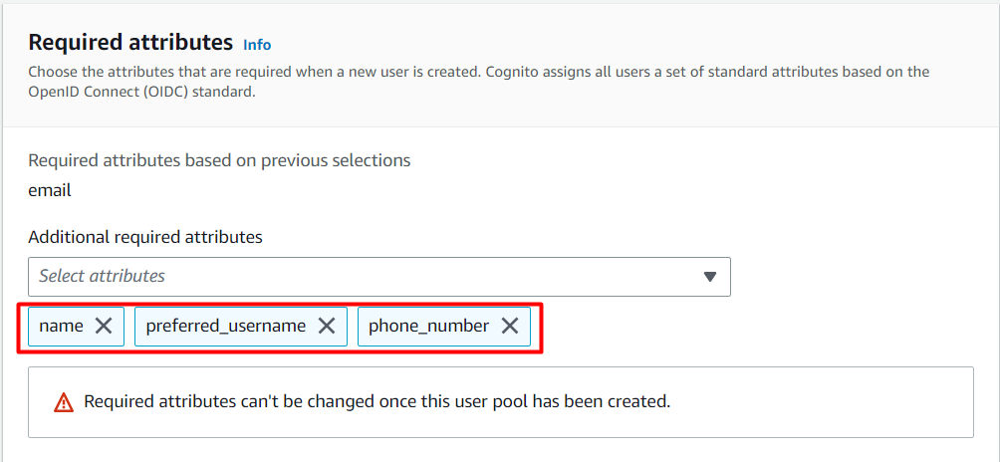 Required attributes Info
Choose the attributes that are required when a new user is created. Cognito assigns all users a set of standard attributes based on the
OpenID Connect (OIDC) standard.
Required attributes based on previous selections
email
Additional required attributes
Select attributes
name preferred_username phone_number
Required attributes can't be changed once this user pool has been created.